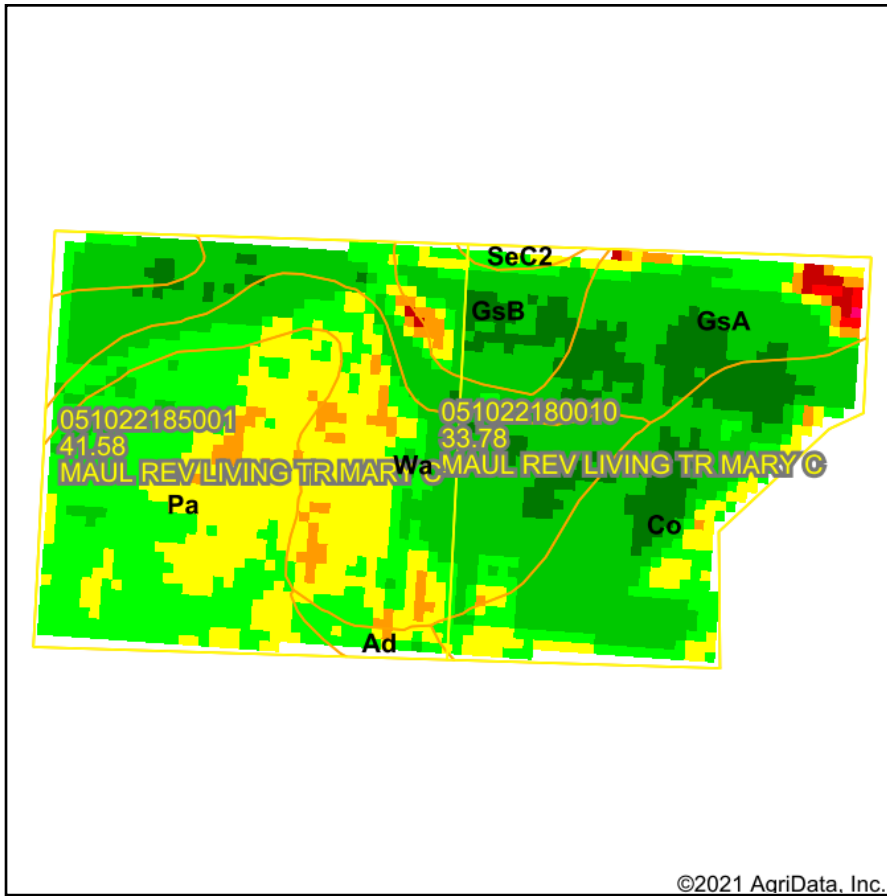 SeC2
GsB
GsA
051022185001
41.58
MAUL REV LIVING TR MARY C
051022180010
33.78
MAUL REV LIVING TR MARY C
Wa
Pa
Co
Ad
©2021 AgriData, Inc.